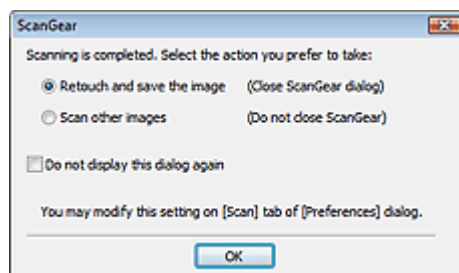 ScanGear
Scanning is completed. Select the action you prefer to take:
Retouch and save the image (Close ScanGear dialog)
Scan other images (Do not close ScanGear)
Do not display this dialog again
You may modify this setting on [Scan] tab of [Preferences] dialog.
OK